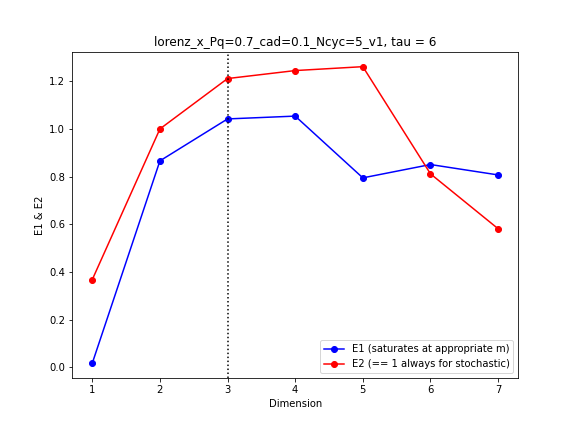 lorenz_x_Pq=0.7_cad=0.1_Ncyc=5_v1, tau = 6
E1 & E2
1.2
1.0
0.8
0.6
0.4
0.2
0.0
E1 (saturates at appropriate m)
E2 (== 1 always for stochastic)
1 2 3 4 5 6 7
Dimension